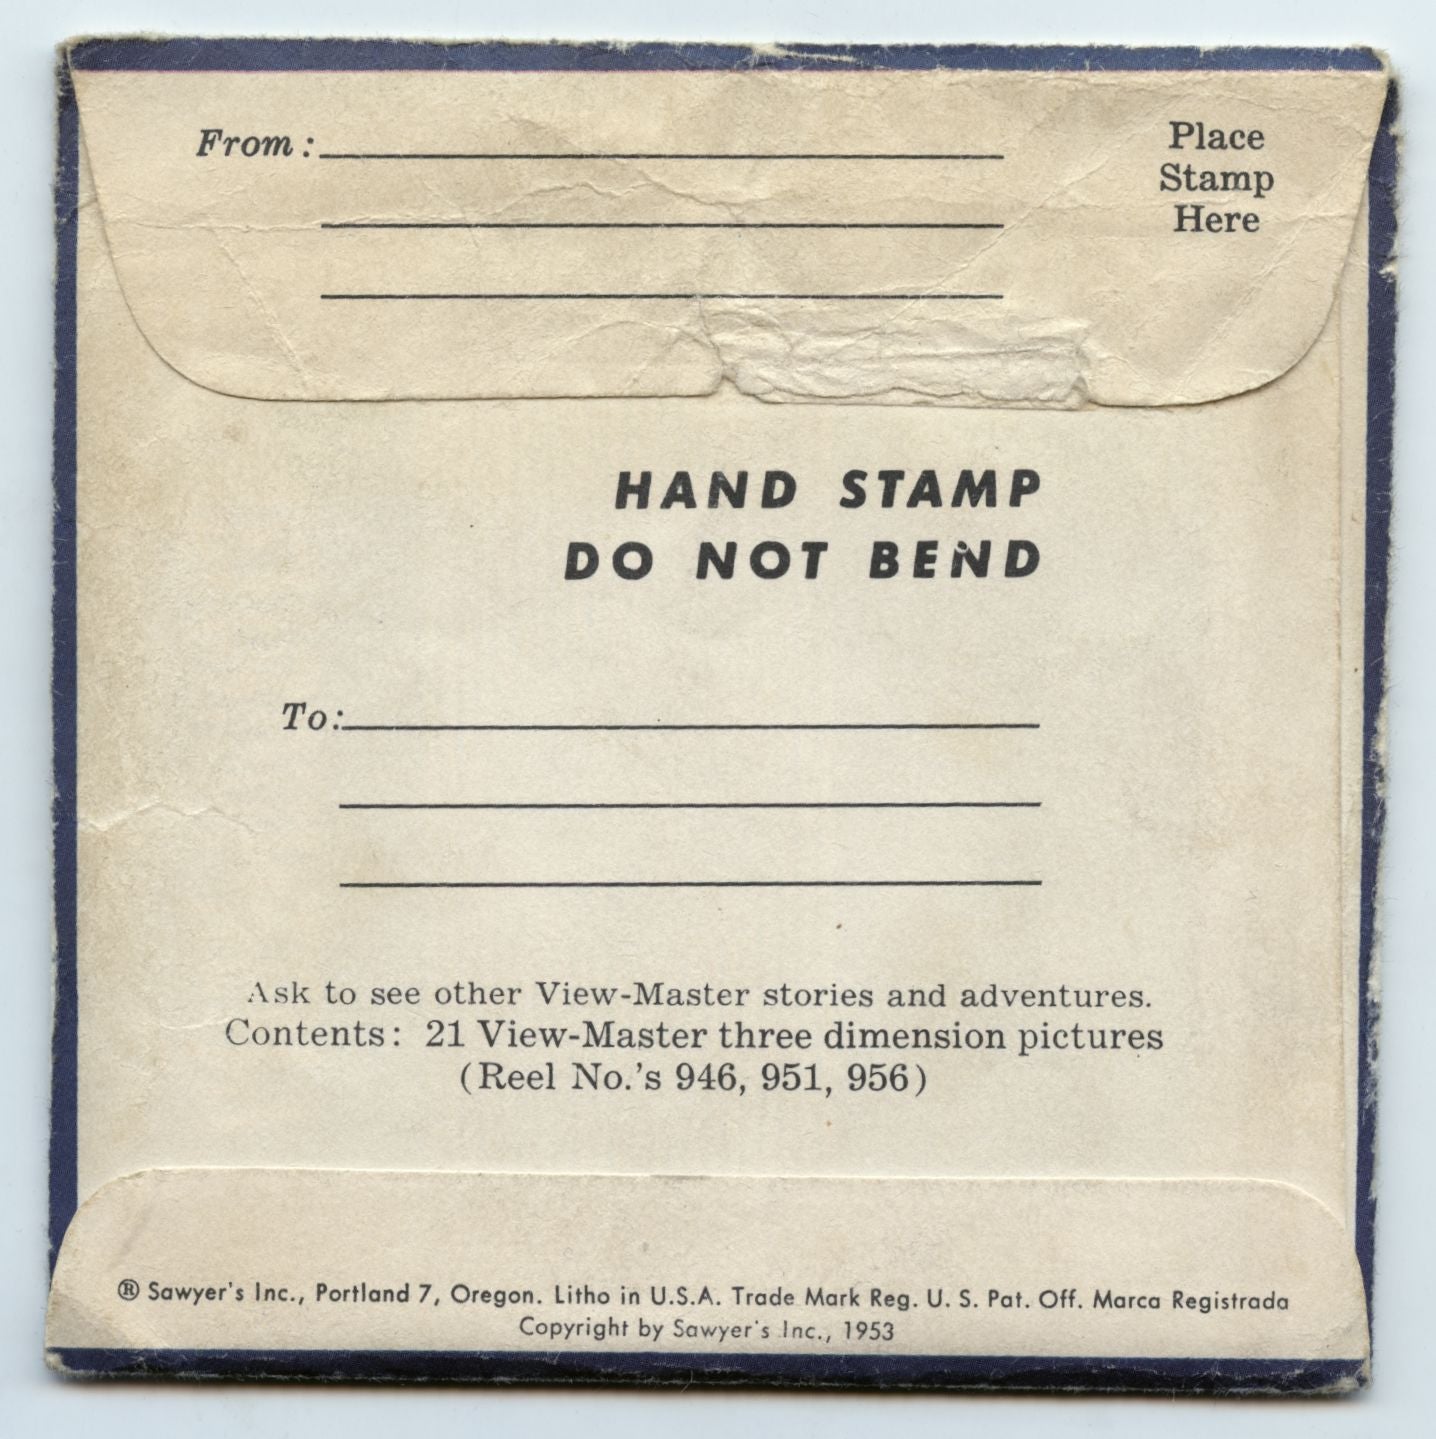 From:
Place
Stamp
Here
HAND STAMP
DO NOT BEND
To:
Ask to see other View-Master stories and adventures.
Contents: 21 View-Master three dimension pictures
(Reel No.'s 946, 951, 956)
® Sawyer's Inc., Portland 7, Oregon. Litho in U.S.A. Trade Mark Reg. U. S. Pat. Off. Marca Registrada
Copyright by Sawyer's Inc., 1953